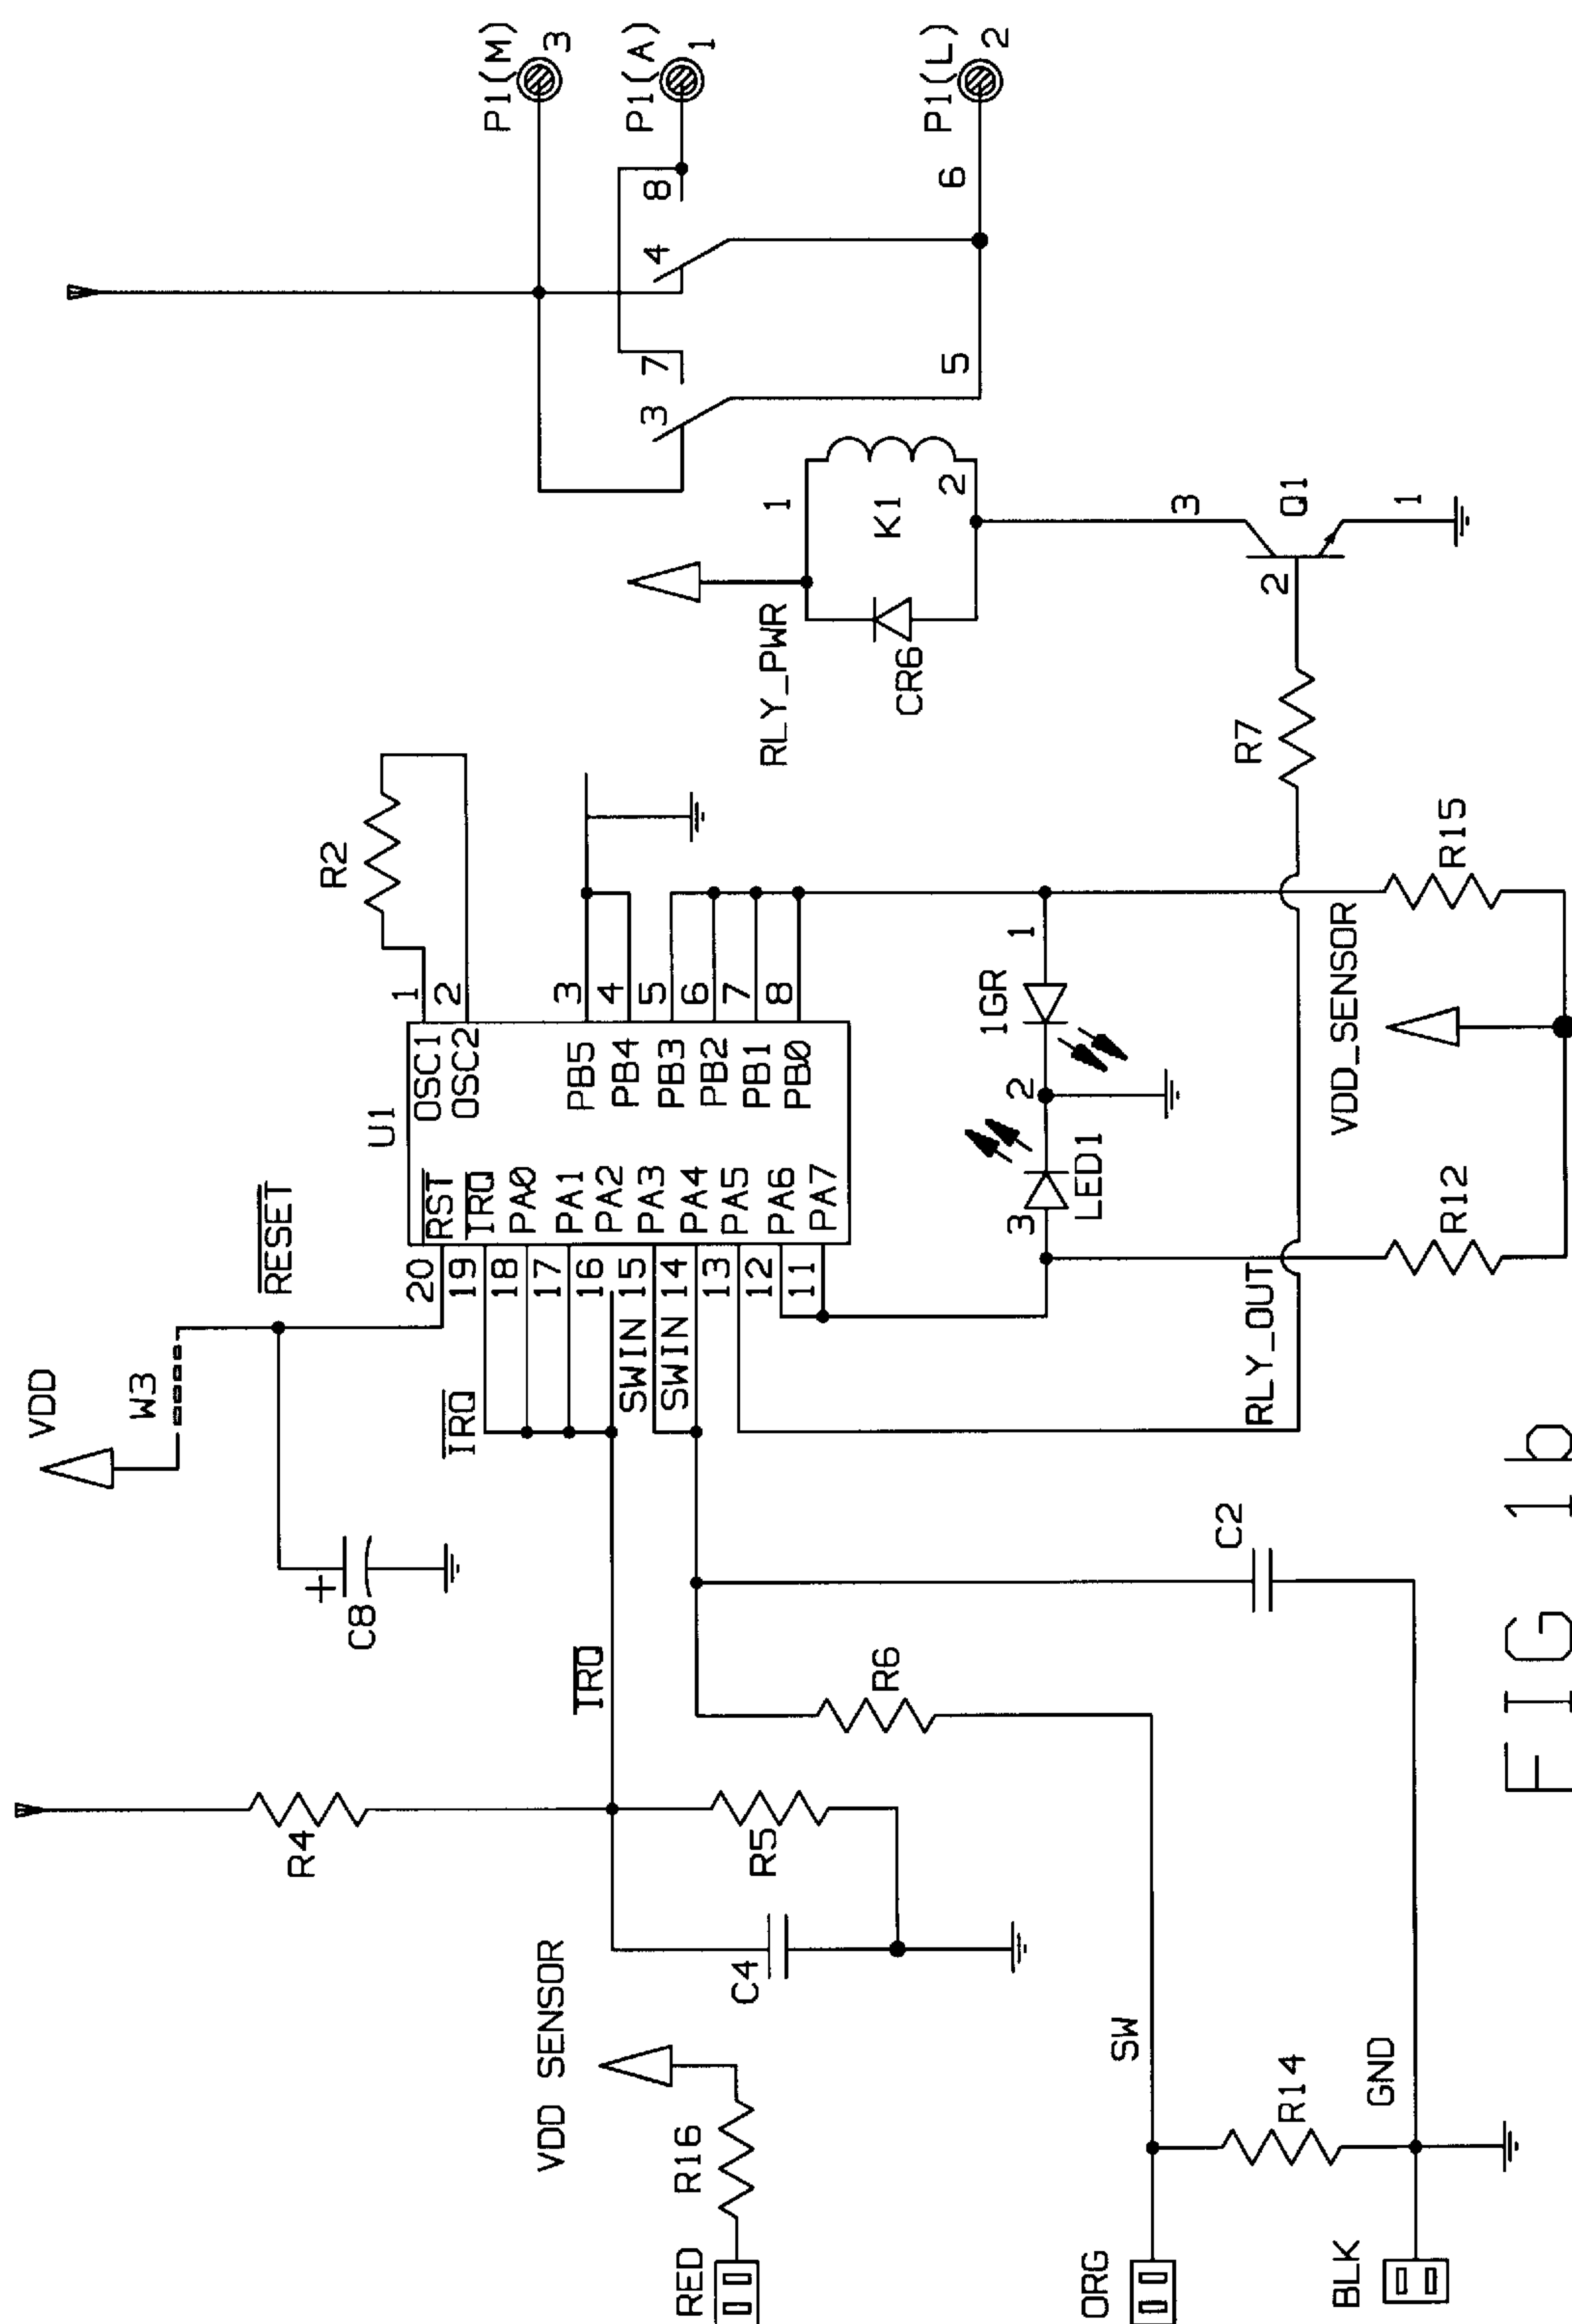 VDD
W3
RESET
C8
R4
R5
C4
VDD SENSOR
R16
RED
ORG
BLK
SW
R14
GND
R6
C2
IRQ
IRQ
SWIN
SWIN
RLY_OUT
20
19
18
17
16
15
14
13
12
11
U1
RST
IRQ
PA0
PA1
PA2
PA3
PA4
PA5
PA6
PA7
OSC1
OSC2
PB5
PB4
PB3
PB2
PB1
PB0
1
2
3
4
5
6
7
8
R2
3
LED1
2
1GR
1
R12
VDD_SENSOR
R15
R7
RLY_PWR
CR6
K1
1
2
3
2
Q1
1
3
7
4
8
5
6
P1(M)
3
P1(A)
1
P1(L)
2
FIG 1b